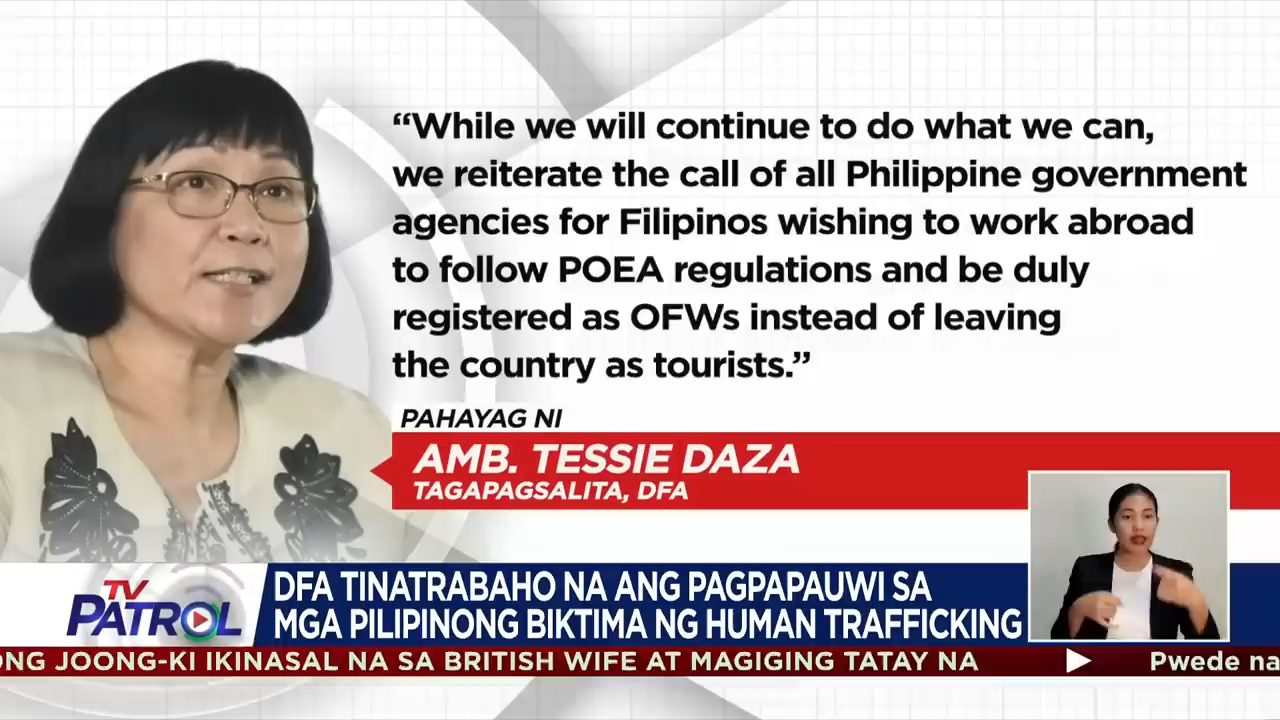 “While we will continue to do what we can,
we reiterate the call of all Philippine government
agencies for Filipinos wishing to work abroad
to follow POEA regulations and be duly
registered as OFWs instead of leaving
the country as tourists.”
PAHAYAG NI
AMB. TESSIE DAZA
TAGAPAGSALITA, DFA
TV
PATROL
DFA TINATRABAHO NA ANG PAGPAPAUWI SA
MGA PILIPINONG BIKTIMA NG HUMAN TRAFFICKING
ONG JOONG-KI IKINASAL NA SA BRITISH WIFE AT MAGIGING TATAY NA
Pwede na